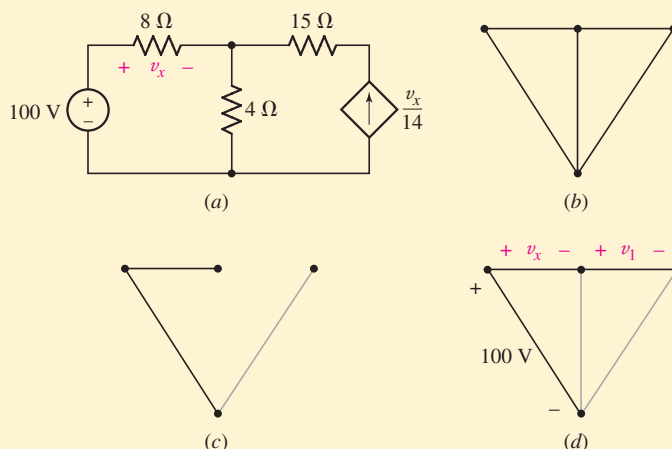 8 Ω
15 Ω
+ v_x −
100 V
+
−
4 Ω
v_x
14
(a)
(b)
+ v_x − + v_1 −
+
100 V
−
(c)
(d)